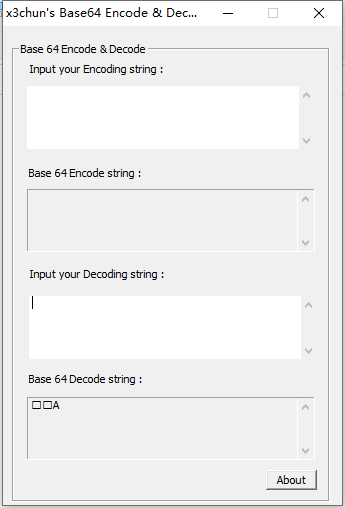 x3chun's Base64 Encode & Dec...
Base 64 Encode & Decode
Input your Encoding string :
Base 64 Encode string :
Input your Decoding string :
Base 64 Decode string :
□□A
About